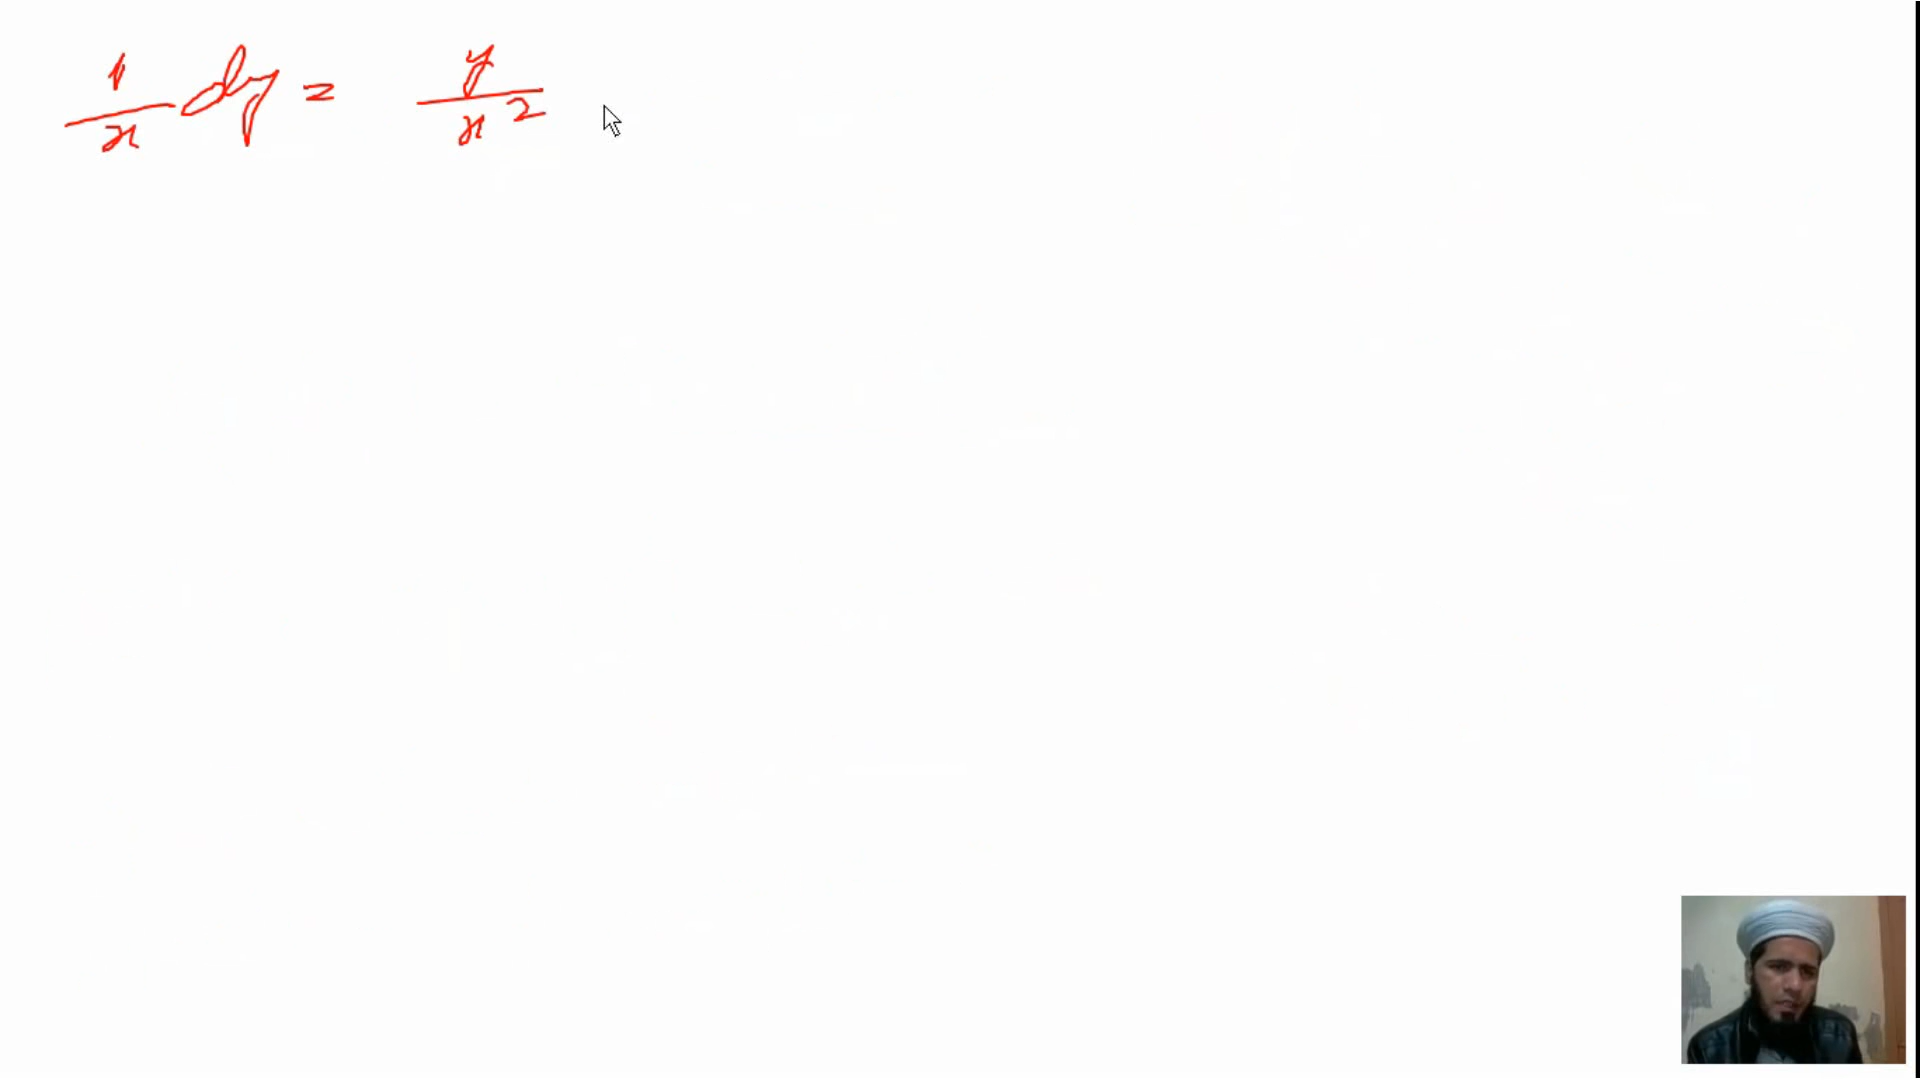 1/x dy = y/x²